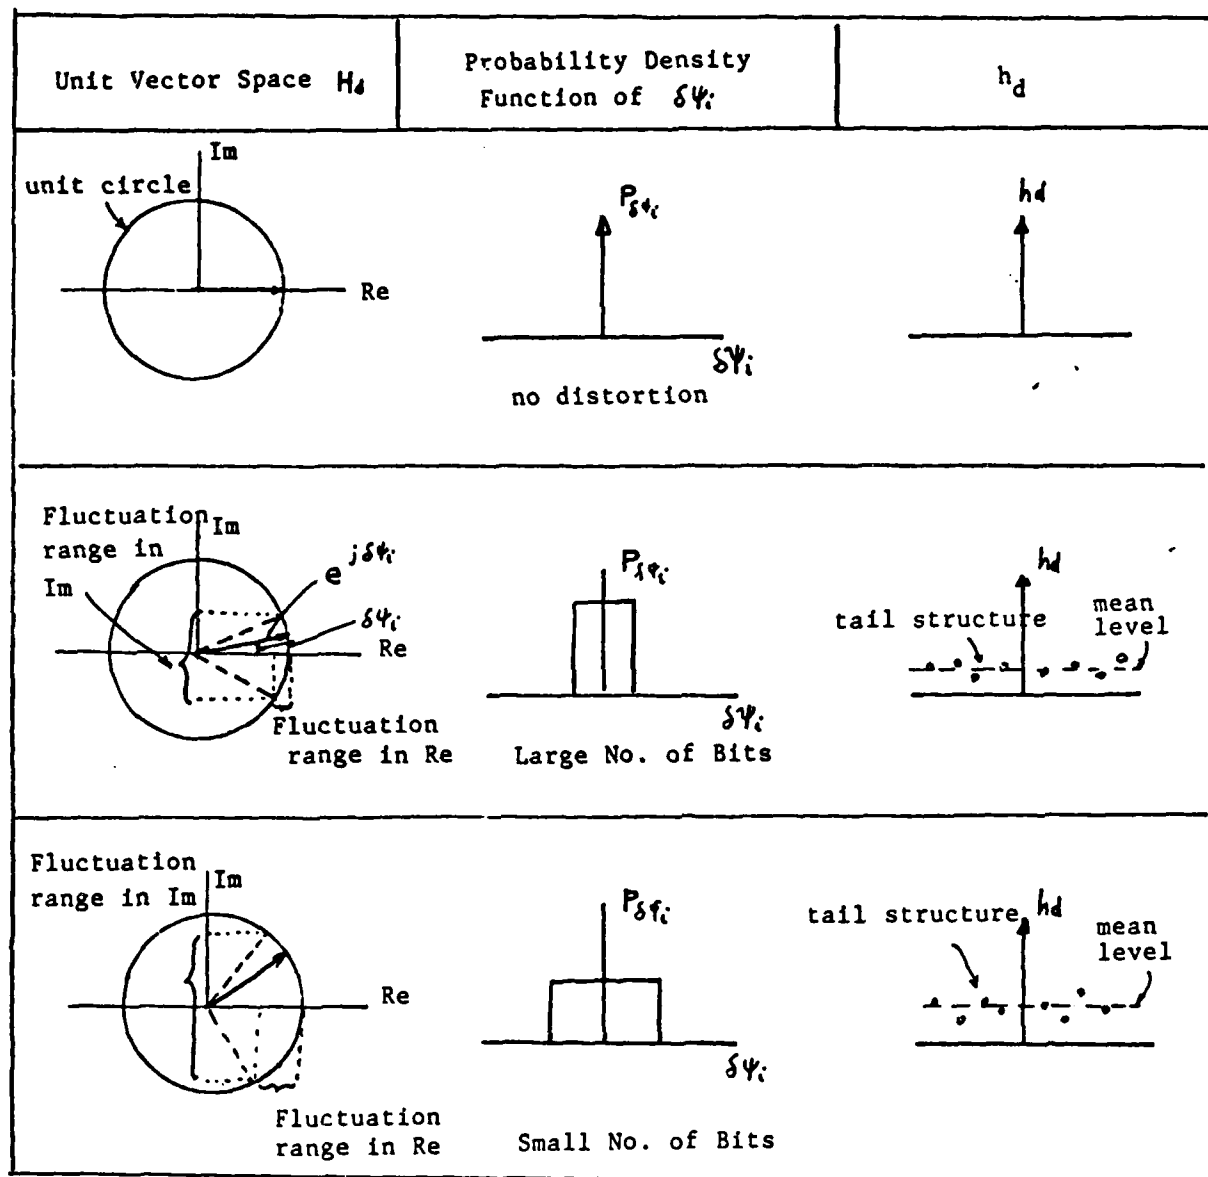 Unit Vector Space H_d
Probability Density
Function of δψ_i
h_d
Im
unit circle
Re
P_δψ_i
δψ_i
no distortion
h_d
Fluctuation
range in
Im
Im
e^jδψ_i
δψ_i
Re
Fluctuation
range in Re
P_δψ_i
δψ_i
Large No. of Bits
h_d
tail structure
mean
level
Fluctuation
range in Im
Im
Re
Fluctuation
range in Re
P_δψ_i
δψ_i
Small No. of Bits
tail structure
h_d
mean
level